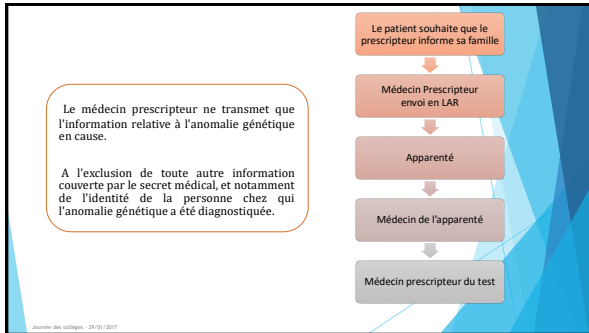 Le médecin prescripteur ne transmet que
l'information relative à l'anomalie génétique
en cause.
A l'exclusion de toute autre information
couverte par le secret médical, et notamment
de l'identité de la personne chez qui
l'anomalie génétique a été diagnostiquée.
Le patient souhaite que le
prescripteur informe sa famille
Médecin Prescripteur
envoi en LAR
Apparenté
Médecin de l'apparenté
Médecin prescripteur du test
Journée des collèges - 29/01/2017